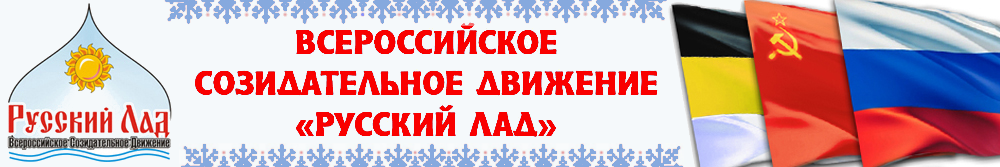 Русский Лад
Всероссийское Созидательное Движение
ВСЕРОССИЙСКОЕ
СОЗИДАТЕЛЬНОЕ ДВИЖЕНИЕ
«РУССКИЙ ЛАД»